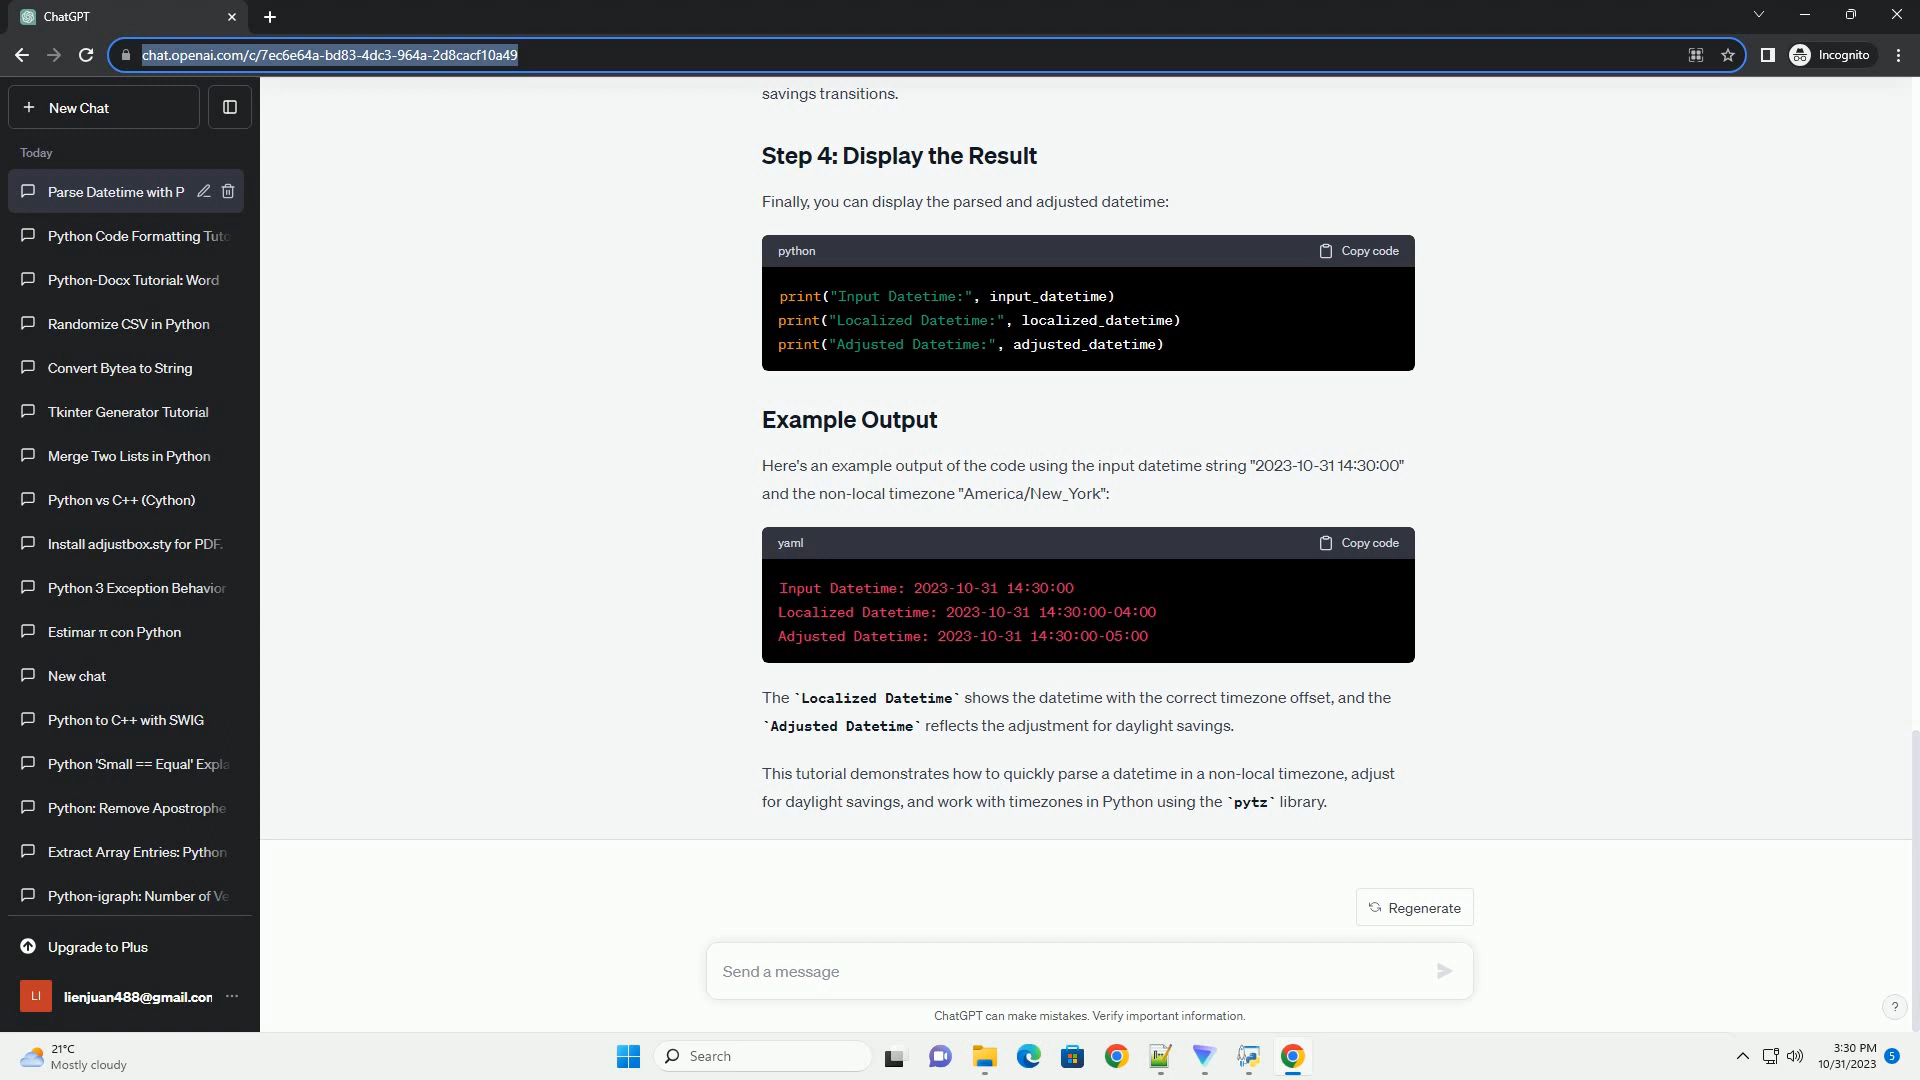 ChatGPT
chat.openai.com/c/7ec6e64a-bd83-4dc3-964a-2d8cacf10a49
Incognito
New Chat
Today
Parse Datetime with P
Python Code Formatting Tuto
Python-Docx Tutorial: Word
Randomize CSV in Python
Convert Bytea to String
Tkinter Generator Tutorial
Merge Two Lists in Python
Python vs C++ (Cython)
Install adjustbox.sty for PDF.
Python 3 Exception Behavior
Estimar π con Python
New chat
Python to C++ with SWIG
Python 'Small == Equal' Expla
Python: Remove Apostrophe
Extract Array Entries: Python
Python-igraph: Number of Ve
Upgrade to Plus
LI
lienjuan488@gmail.con
savings transitions.
Step 4: Display the Result
Finally, you can display the parsed and adjusted datetime:
python
Copy code
print("Input Datetime:", input_datetime)
print("Localized Datetime:", localized_datetime)
print("Adjusted Datetime:", adjusted_datetime)
Example Output
Here's an example output of the code using the input datetime string "2023-10-31 14:30:00"
and the non-local timezone "America/New_York":
yaml
Copy code
Input Datetime: 2023-10-31 14:30:00
Localized Datetime: 2023-10-31 14:30:00-04:00
Adjusted Datetime: 2023-10-31 14:30:00-05:00
The `Localized Datetime` shows the datetime with the correct timezone offset, and the
`Adjusted Datetime` reflects the adjustment for daylight savings.
This tutorial demonstrates how to quickly parse a datetime in a non-local timezone, adjust
for daylight savings, and work with timezones in Python using the `pytz` library.
Regenerate
Send a message
ChatGPT can make mistakes. Verify important information.
?
21°C
Mostly cloudy
Search
3:30 PM
10/31/2023
5